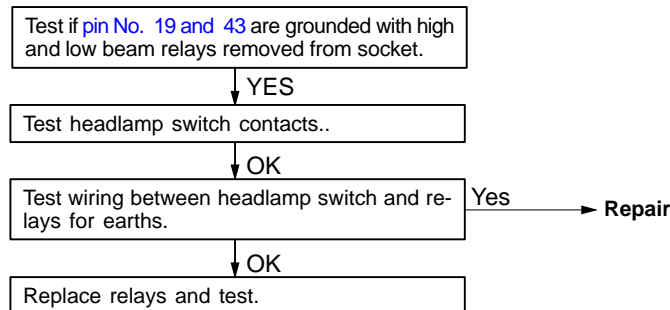 Test if pin No. 19 and 43 are grounded with high
and low beam relays removed from socket.
YES
Test headlamp switch contacts..
OK
Test wiring between headlamp switch and re-
lays for earths.
Yes
Repair
OK
Replace relays and test.